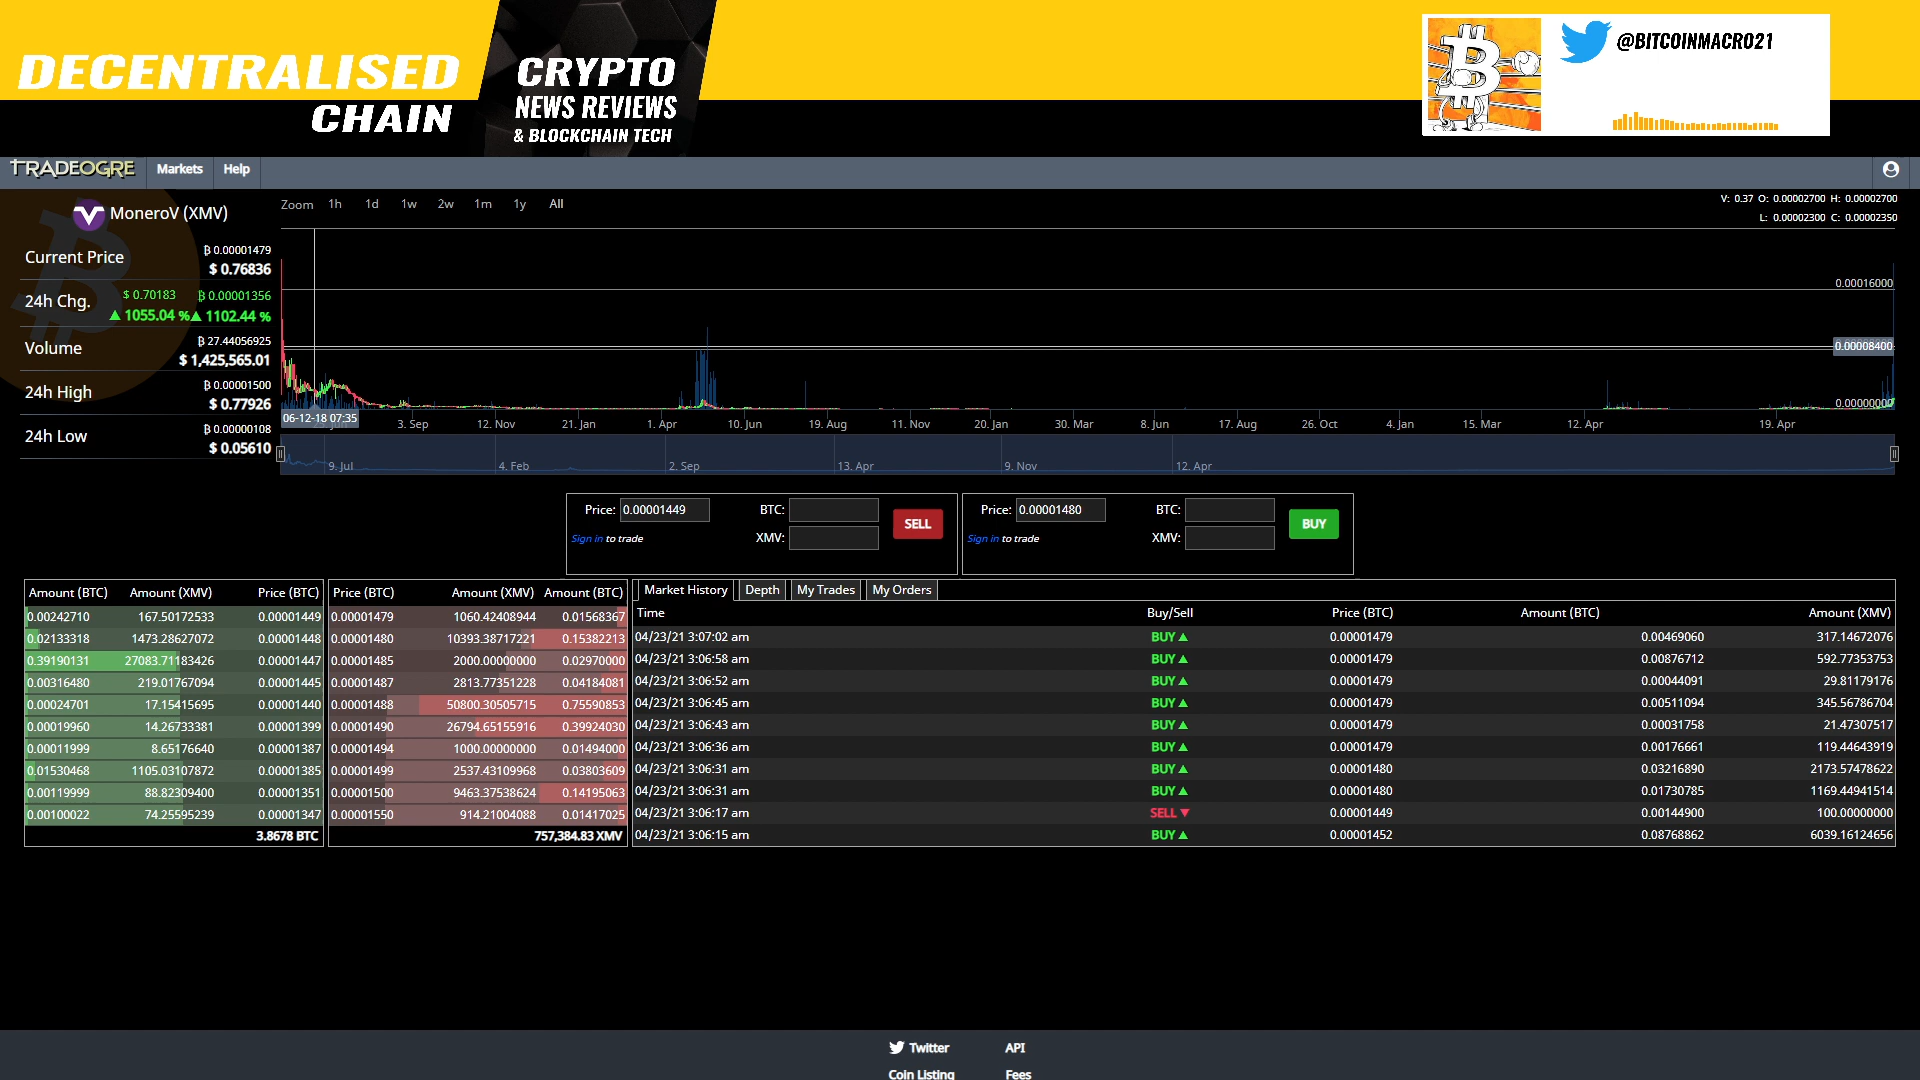 DECENTRALISED
CHAIN
CRYPTO
NEWS REVIEWS
& BLOCKCHAIN TECH
@BITCOINMACRO21
TRADEOGRE Markets Help
MoneroV (XMV)
Current Price ₿ 0.00001479
$ 0.76836
24h Chg. $ 0.70183 ₿ 0.00001356
▲ 1055.04 % ▲ 1102.44 %
Volume ₿ 27.44056925
$ 1,425,565.01
24h High ₿ 0.00001500
$ 0.77926
24h Low ₿ 0.00000108
$ 0.05610
Zoom 1h 1d 1w 2w 1m 1y All
V: 0.37 O: 0.00002700 H: 0.00002700
L: 0.00002300 C: 0.00002350
0.00016000
0.00008400
0.00000000
06-12-18 07:35
3. Sep 12. Nov 21. Jan 1. Apr 10. Jun 19. Aug 11. Nov 20. Jan 30. Mar 8. Jun 17. Aug 26. Oct 4. Jan 15. Mar 12. Apr 19. Apr
9. Jul 4. Feb 2. Sep 13. Apr 9. Nov 12. Apr
Price: 0.00001449 BTC: SELL
Sign in to trade XMV:
Price: 0.00001480 BTC: BUY
Sign in to trade XMV:
Amount (BTC) Amount (XMV) Price (BTC)
0.00242710 167.50172533 0.00001449
0.02133318 1473.28627072 0.00001448
0.39190131 27083.71183426 0.00001447
0.00316480 219.01767094 0.00001445
0.00024701 17.15415695 0.00001440
0.00019960 14.26733381 0.00001399
0.00011999 8.65176640 0.00001387
0.01530468 1105.03107872 0.00001385
0.00119999 88.82309400 0.00001351
0.00100022 74.25595239 0.00001347
3.8678 BTC
Price (BTC) Amount (XMV) Amount (BTC)
0.00001479 1060.42408944 0.01568367
0.00001480 10393.38717221 0.15382213
0.00001485 2000.00000000 0.02970000
0.00001487 2813.77351228 0.04184081
0.00001488 50800.30505715 0.75590853
0.00001490 26794.65155916 0.39924030
0.00001494 1000.00000000 0.01494000
0.00001499 2537.43109968 0.03803609
0.00001500 9463.37538624 0.14195063
0.00001550 914.21004088 0.01417025
757,384.83 XMV
Market History Depth My Trades My Orders
Time Buy/Sell Price (BTC) Amount (BTC) Amount (XMV)
04/23/21 3:07:02 am BUY ▲ 0.00001479 0.00469060 317.14672076
04/23/21 3:06:58 am BUY ▲ 0.00001479 0.00876712 592.77353753
04/23/21 3:06:52 am BUY ▲ 0.00001479 0.00044091 29.81179176
04/23/21 3:06:45 am BUY ▲ 0.00001479 0.00511094 345.56786704
04/23/21 3:06:43 am BUY ▲ 0.00001479 0.00031758 21.47307517
04/23/21 3:06:36 am BUY ▲ 0.00001479 0.00176661 119.44643919
04/23/21 3:06:31 am BUY ▲ 0.00001480 0.03216890 2173.57478622
04/23/21 3:06:31 am BUY ▲ 0.00001480 0.01730785 1169.44941514
04/23/21 3:06:17 am SELL ▼ 0.00001449 0.00144900 100.00000000
04/23/21 3:06:15 am BUY ▲ 0.00001452 0.08768862 6039.16124656
Twitter API
Coin Listing Fees